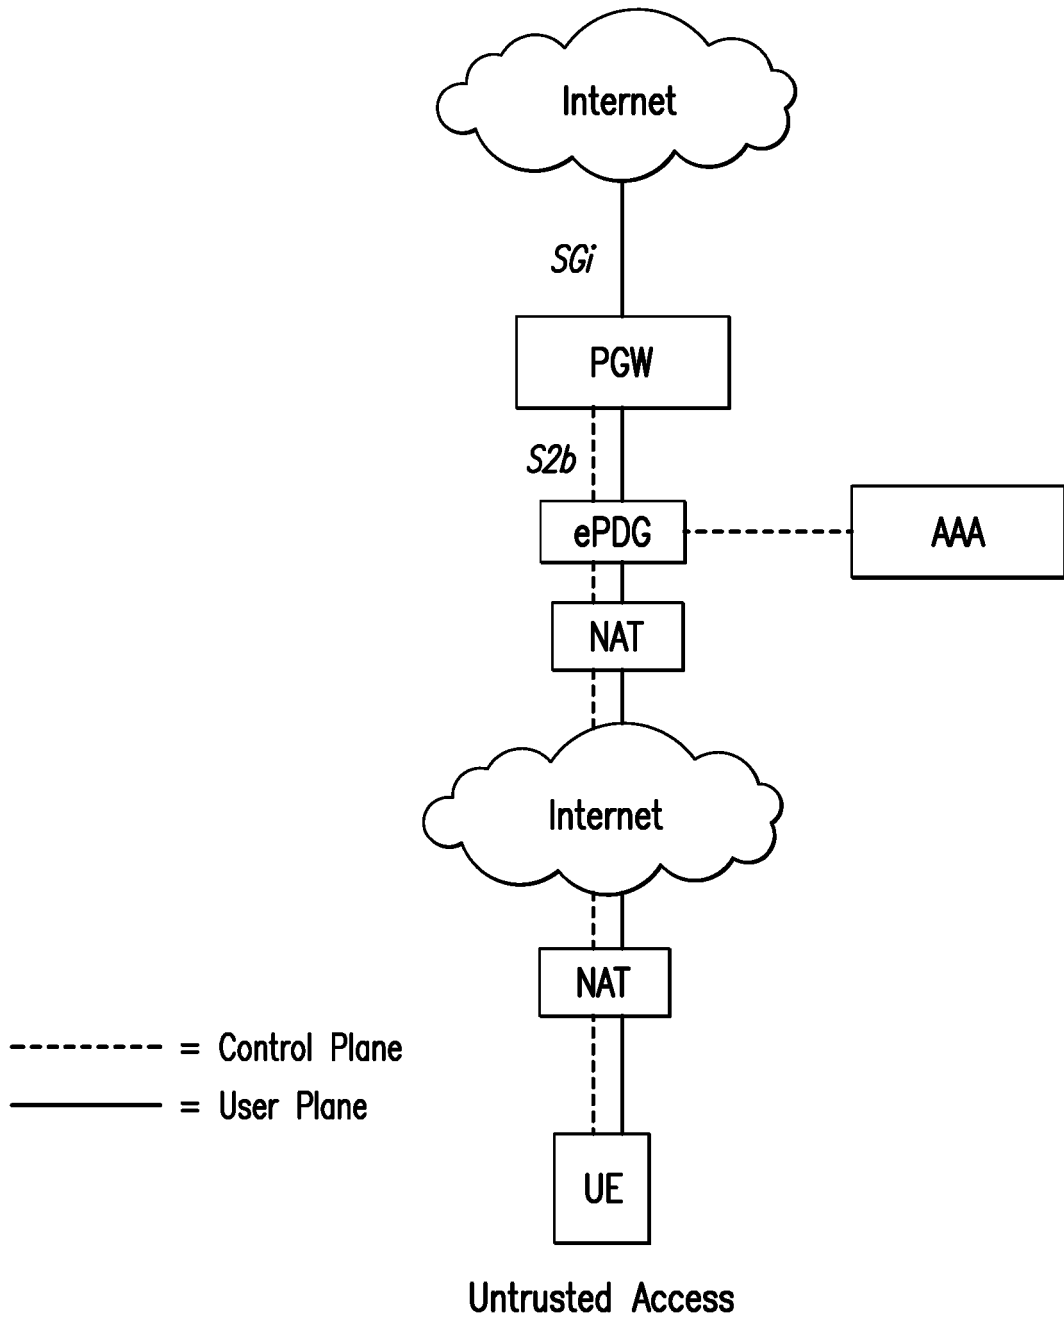 Internet
SGi
PGW
S2b
ePDG
AAA
NAT
Internet
NAT
= Control Plane
= User Plane
UE
Untrusted Access